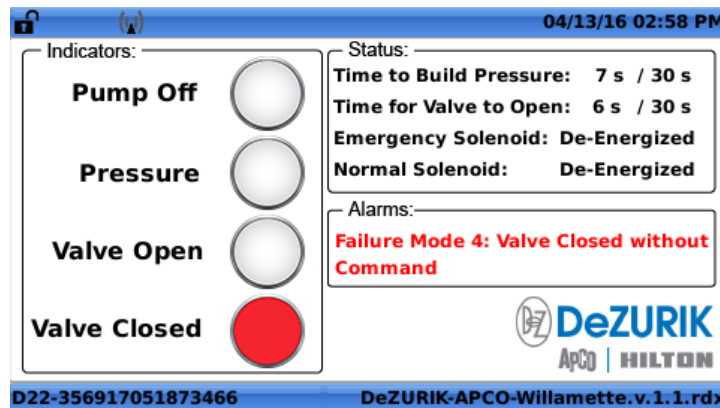 04/13/16 02:58 PM
Indicators:
Pump Off
Pressure
Valve Open
Valve Closed
Status:
Time to Build Pressure: 7 s / 30 s
Time for Valve to Open: 6 s / 30 s
Emergency Solenoid: De-Energized
Normal Solenoid: De-Energized
Alarms:
Failure Mode 4: Valve Closed without
Command
DZ DeZURIK
APCO | HILTON
D22-356917051873466 DeZURIK-APCO-Willamette.v.1.1.rdx